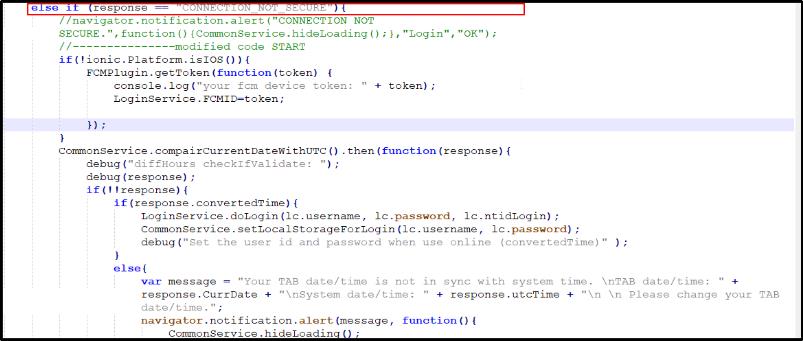 else if (response == "CONNECTION_NOT_SECURE"){
//navigator.notification.alert("CONNECTION NOT
SECURE.",function(){CommonService.hideLoading();},"Login","OK");
//---------------modified code START
if(!ionic.Platform.isIOS()){
FCMPlugin.getToken(function(token) {
console.log("your fcm device token: " + token);
LoginService.FCMID=token;
});
}
CommonService.compairCurrentDateWithUTC().then(function(response){
debug("diffHours checkIfValidate: ");
debug(response);
if(!!response){
if(response.convertedTime){
LoginService.doLogin(lc.username, lc.password, lc.ntidLogin);
CommonService.setLocalStorageForLogin(lc.username, lc.password);
debug("Set the user id and password when use online (convertedTime)" );
}
else{
var message = "Your TAB date/time is not in sync with system time. \nTAB date/time: " +
response.CurrDate + "\nSystem date/time: " + response.utcTime + "\n \n Please change your TAB
date/time.";
navigator.notification.alert(message, function(){
CommonService.hideLoading();